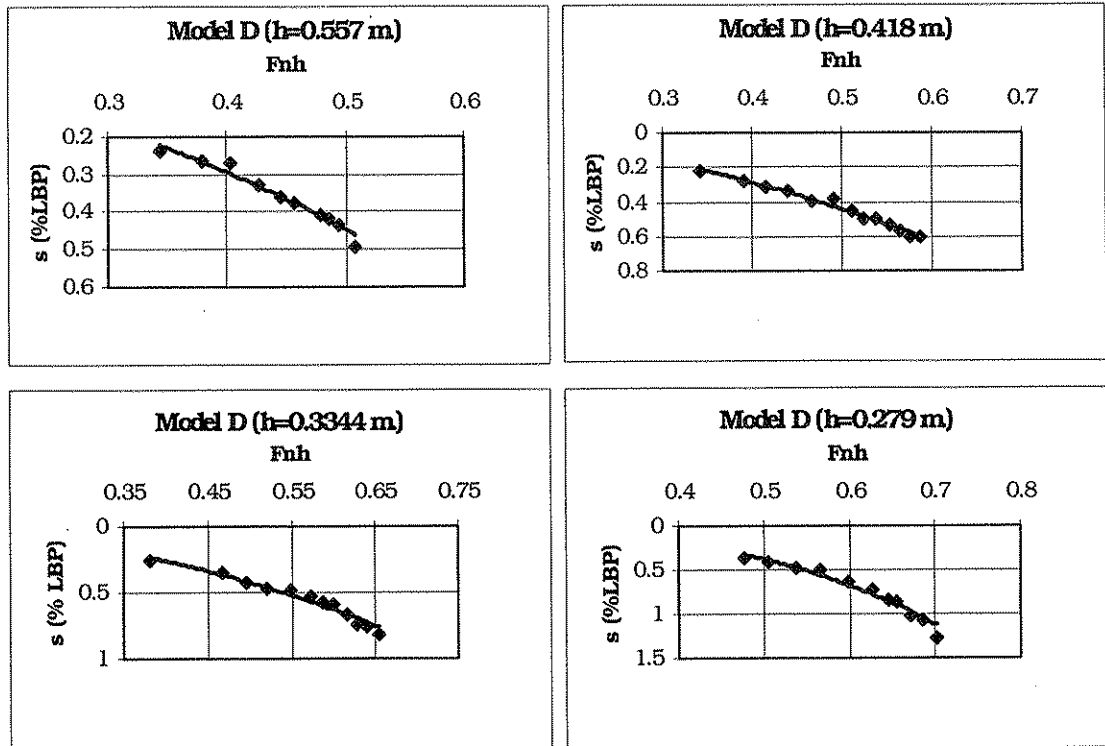 Model D (h=0.557 m)
Fnh
0.3 0.4 0.5 0.6
0.2
0.3
0.4
0.5
0.6
s (%LBP)
Model D (h=0.418 m)
Fnh
0.3 0.4 0.5 0.6 0.7
0
0.2
0.4
0.6
0.8
s (%LBP)
Model D (h=0.3344 m)
Fnh
0.35 0.45 0.55 0.65 0.75
0
0.5
1
s (% LBP)
Model D (h=0.279 m)
Fnh
0.4 0.5 0.6 0.7 0.8
0
0.5
1
1.5
s (%LBP)